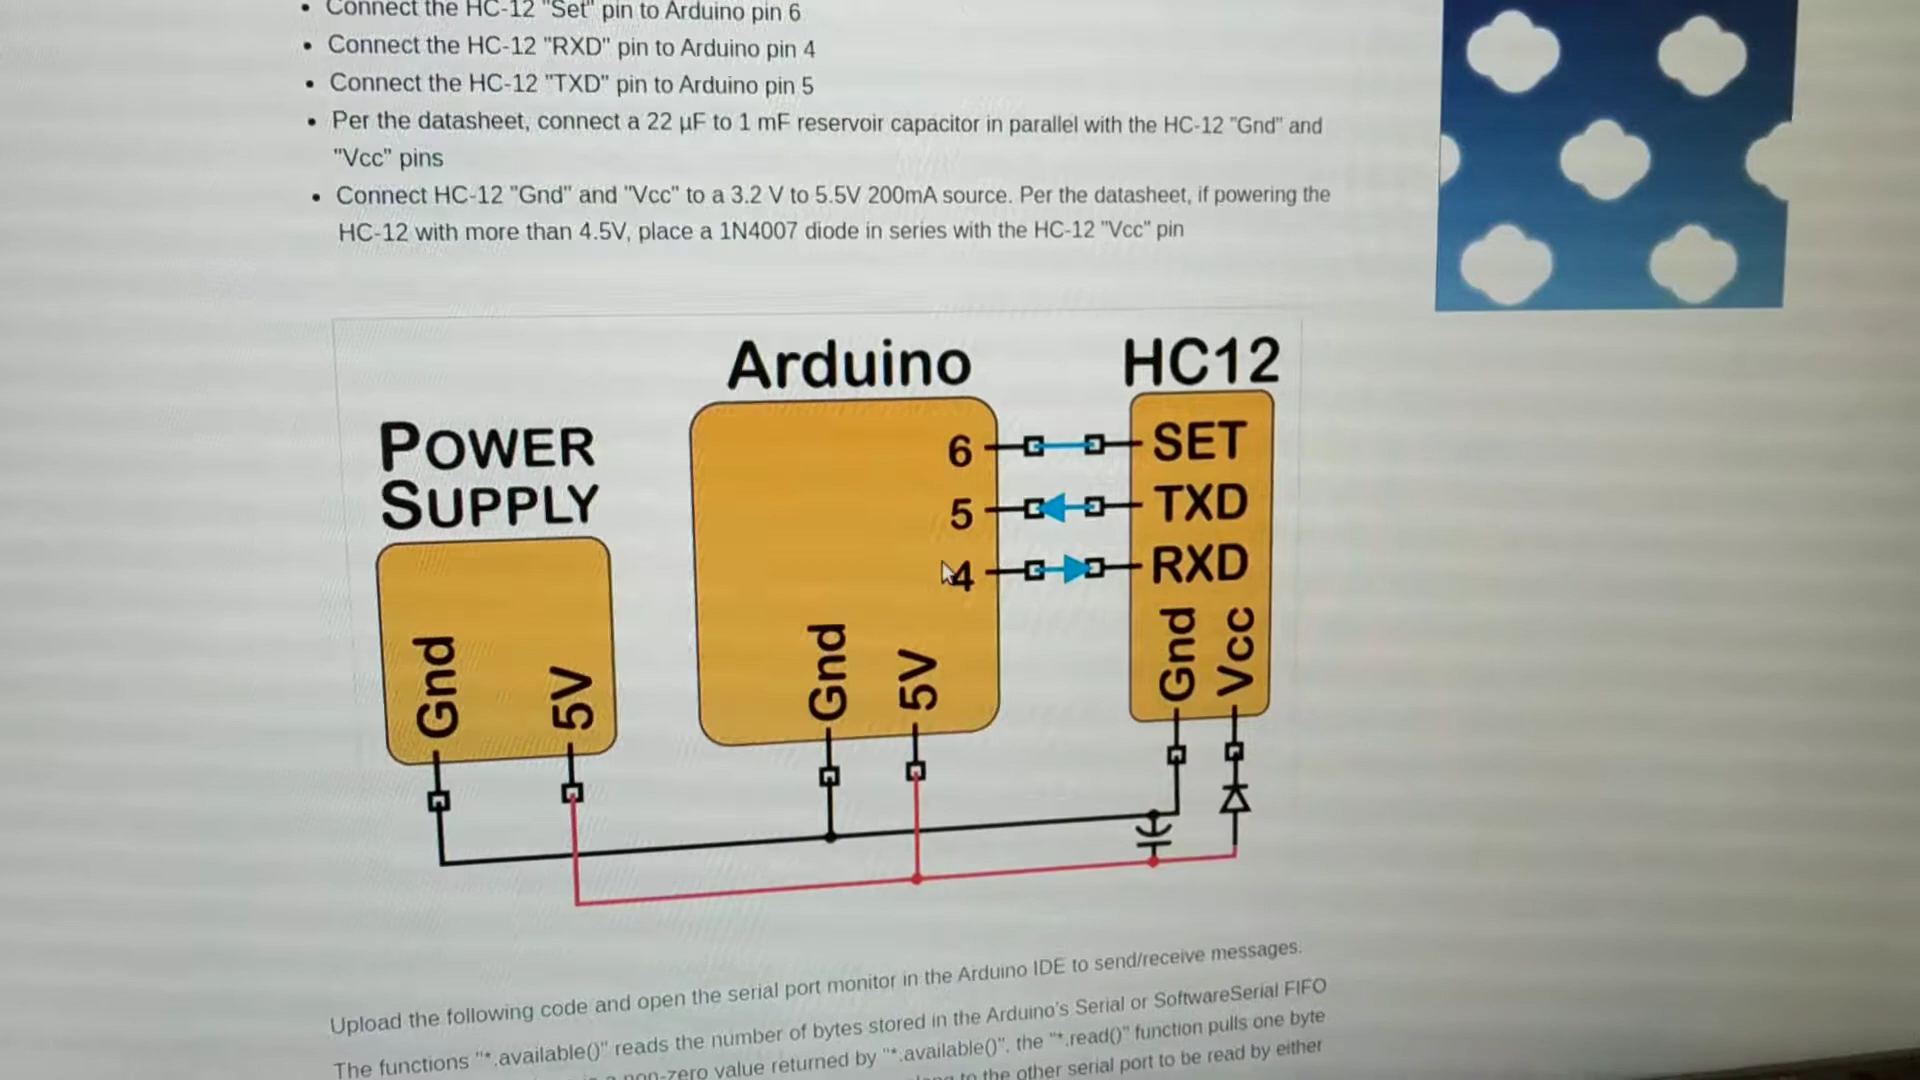 Connect the HC-12 "Set" pin to Arduino pin 6
Connect the HC-12 "RXD" pin to Arduino pin 4
Connect the HC-12 "TXD" pin to Arduino pin 5
Per the datasheet, connect a 22 µF to 1 mF reservoir capacitor in parallel with the HC-12 "Gnd" and
"Vcc" pins
Connect HC-12 "Gnd" and "Vcc" to a 3.2 V to 5.5V 200mA source. Per the datasheet, if powering the
HC-12 with more than 4.5V, place a 1N4007 diode in series with the HC-12 "Vcc" pin
POWER
SUPPLY
Gnd
5V
Arduino
6
5
4
Gnd
5V
HC12
SET
TXD
RXD
Gnd
Vcc
Upload the following code and open the serial port monitor in the Arduino IDE to send/receive messages.
The functions "*.available()" reads the number of bytes stored in the Arduino's Serial or SoftwareSerial FIFO
non-zero value returned by "*.available()", the "*.read()" function pulls one byte
to the other serial port to be read by either